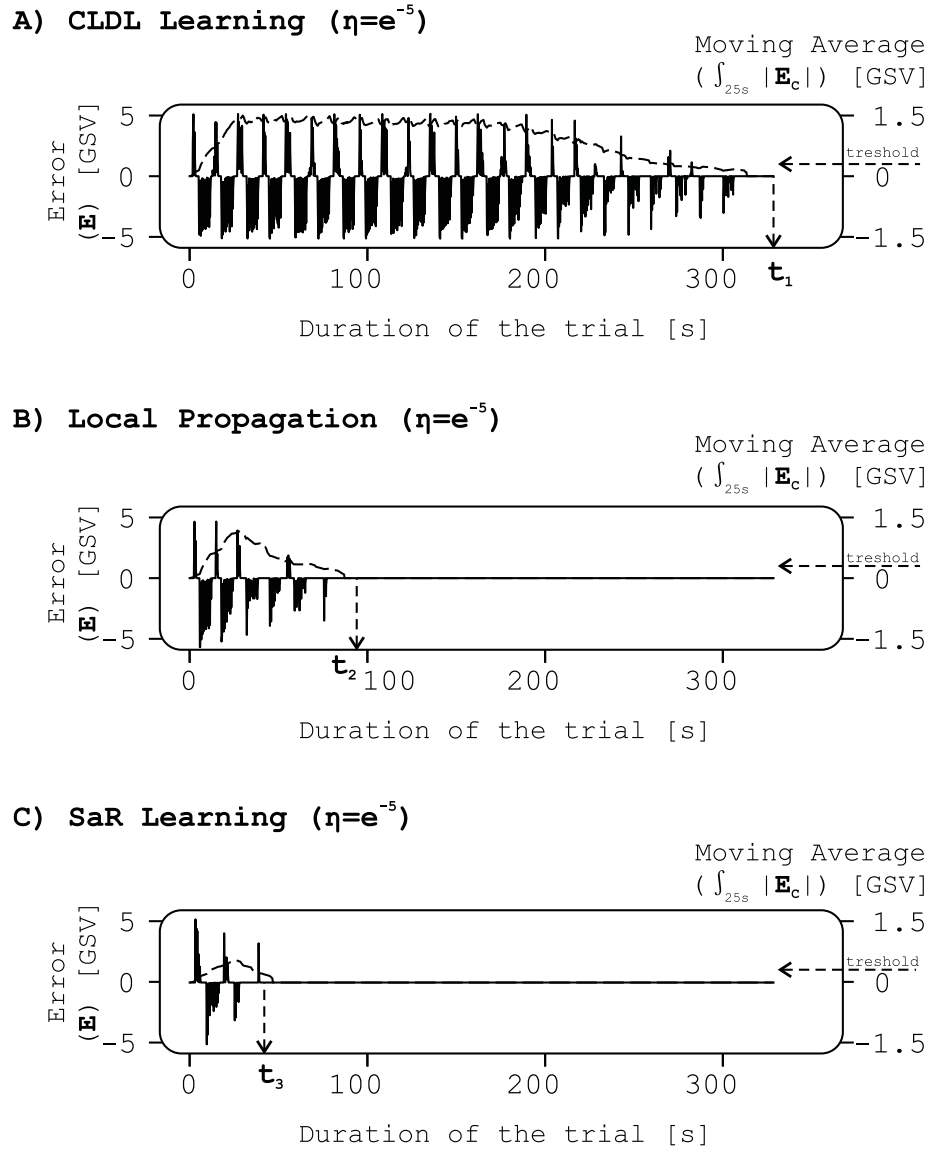 A) CLDL Learning (η=e⁻⁵)
Moving Average
(∫₂₅ₛ |E_c|) [GSV]
Error
(E) [GSV]
5
0
-5
1.5
treshold
0
-1.5
0 100 200 300
t₁
Duration of the trial [s]
B) Local Propagation (η=e⁻⁵)
Moving Average
(∫₂₅ₛ |E_c|) [GSV]
Error
(E) [GSV]
5
0
-5
1.5
treshold
0
-1.5
t₂
0 100 200 300
Duration of the trial [s]
C) SaR Learning (η=e⁻⁵)
Moving Average
(∫₂₅ₛ |E_c|) [GSV]
Error
(E) [GSV]
5
0
-5
1.5
treshold
0
-1.5
t₃
0 100 200 300
Duration of the trial [s]